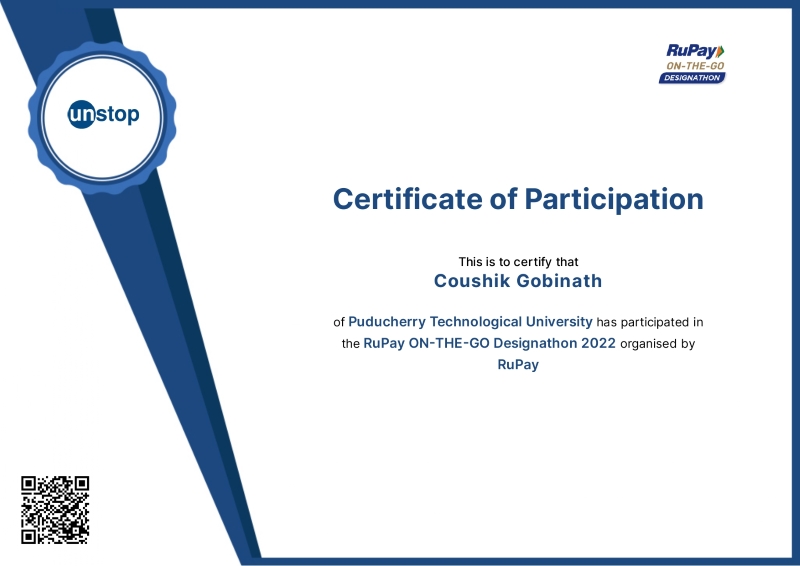 unstop
RuPay
ON-THE-GO
DESIGNATHON
Certificate of Participation
This is to certify that
Coushik Gobinath
of Puducherry Technological University has participated in
the RuPay ON-THE-GO Designathon 2022 organised by
RuPay